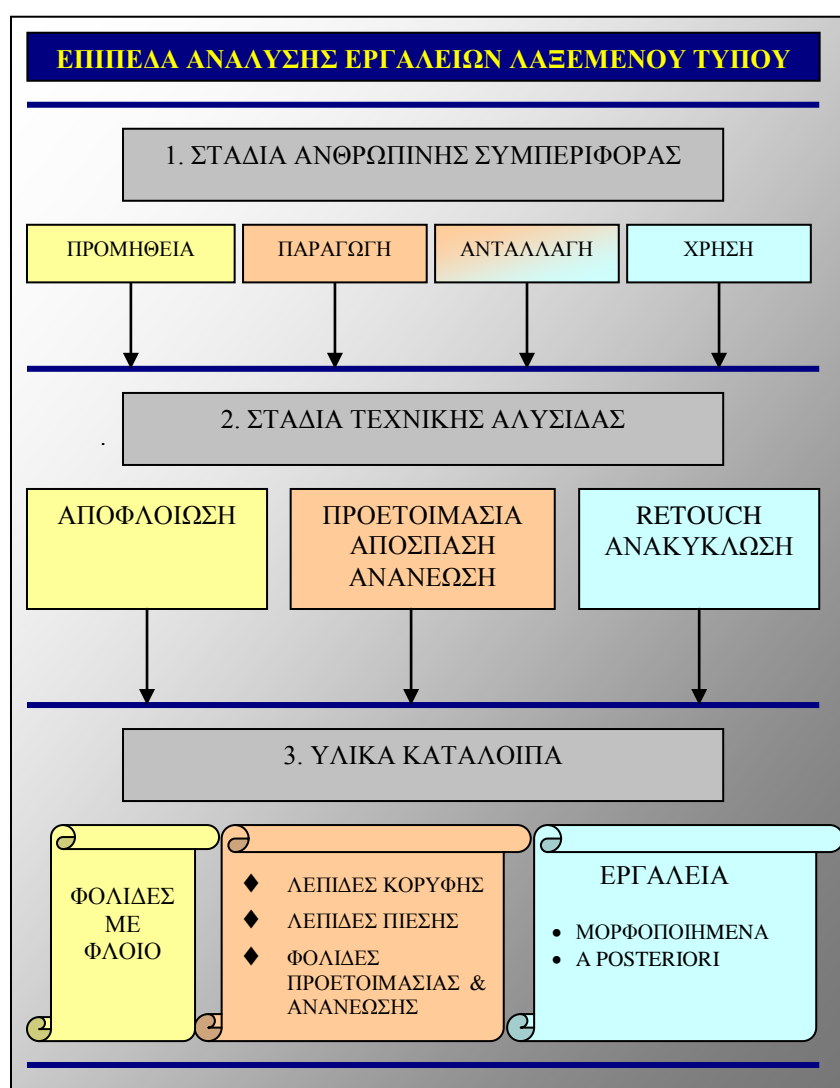 ΕΠΙΠΕΔΑ ΑΝΑΛΥΣΗΣ ΕΡΓΑΛΕΙΩΝ ΛΑΞΕΜΕΝΟΥ ΤΥΠΟΥ
1. ΣΤΑΔΙΑ ΑΝΘΡΩΠΙΝΗΣ ΣΥΜΠΕΡΙΦΟΡΑΣ
ΠΡΟΜΗΘΕΙΑ
ΠΑΡΑΓΩΓΗ
ΑΝΤΑΛΛΑΓΗ
ΧΡΗΣΗ
2. ΣΤΑΔΙΑ ΤΕΧΝΙΚΗΣ ΑΛΥΣΙΔΑΣ
ΑΠΟΦΛΟΙΩΣΗ
ΠΡΟΕΤΟΙΜΑΣΙΑ
ΑΠΟΣΠΑΣΗ
ΑΝΑΝΕΩΣΗ
RETOUCH
ΑΝΑΚΥΚΛΩΣΗ
3. ΥΛΙΚΑ ΚΑΤΑΛΟΙΠΑ
ΦΟΛΙΔΕΣ
ΜΕ
ΦΛΟΙΟ
♦ ΛΕΠΙΔΕΣ ΚΟΡΥΦΗΣ
♦ ΛΕΠΙΔΕΣ ΠΙΕΣΗΣ
♦ ΦΟΛΙΔΕΣ
ΠΡΟΕΤΟΙΜΑΣΙΑΣ &
ΑΝΑΝΕΩΣΗΣ
ΕΡΓΑΛΕΙΑ
• ΜΟΡΦΟΠΟΙΗΜΕΝΑ
• A POSTERIORI